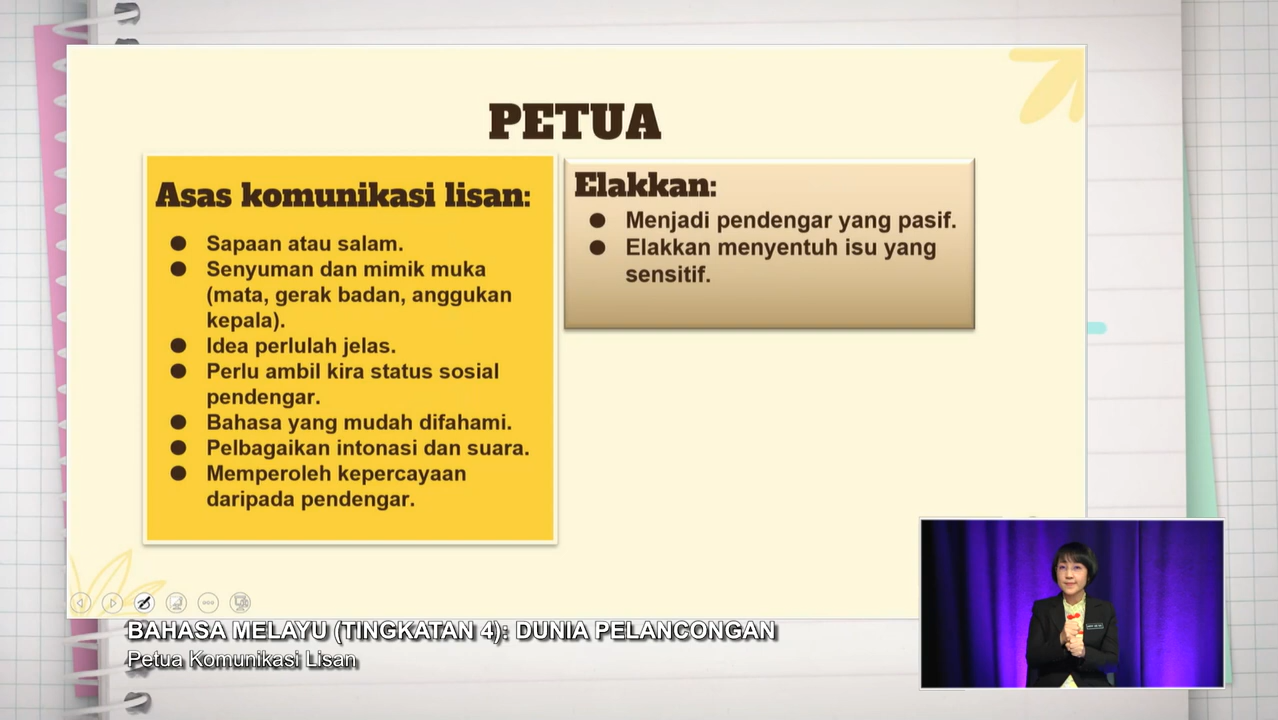 PETUA
Asas komunikasi lisan:
● Sapaan atau salam.
● Senyuman dan mimik muka
(mata, gerak badan, anggukan
kepala).
● Idea perlulah jelas.
● Perlu ambil kira status sosial
pendengar.
● Bahasa yang mudah difahami.
● Pelbagaikan intonasi dan suara.
● Memperoleh kepercayaan
daripada pendengar.
Elakkan:
● Menjadi pendengar yang pasif.
● Elakkan menyentuh isu yang
sensitif.
BAHASA MELAYU (TINGKATAN 4): DUNIA PELANCONGAN
Petua Komunikasi Lisan